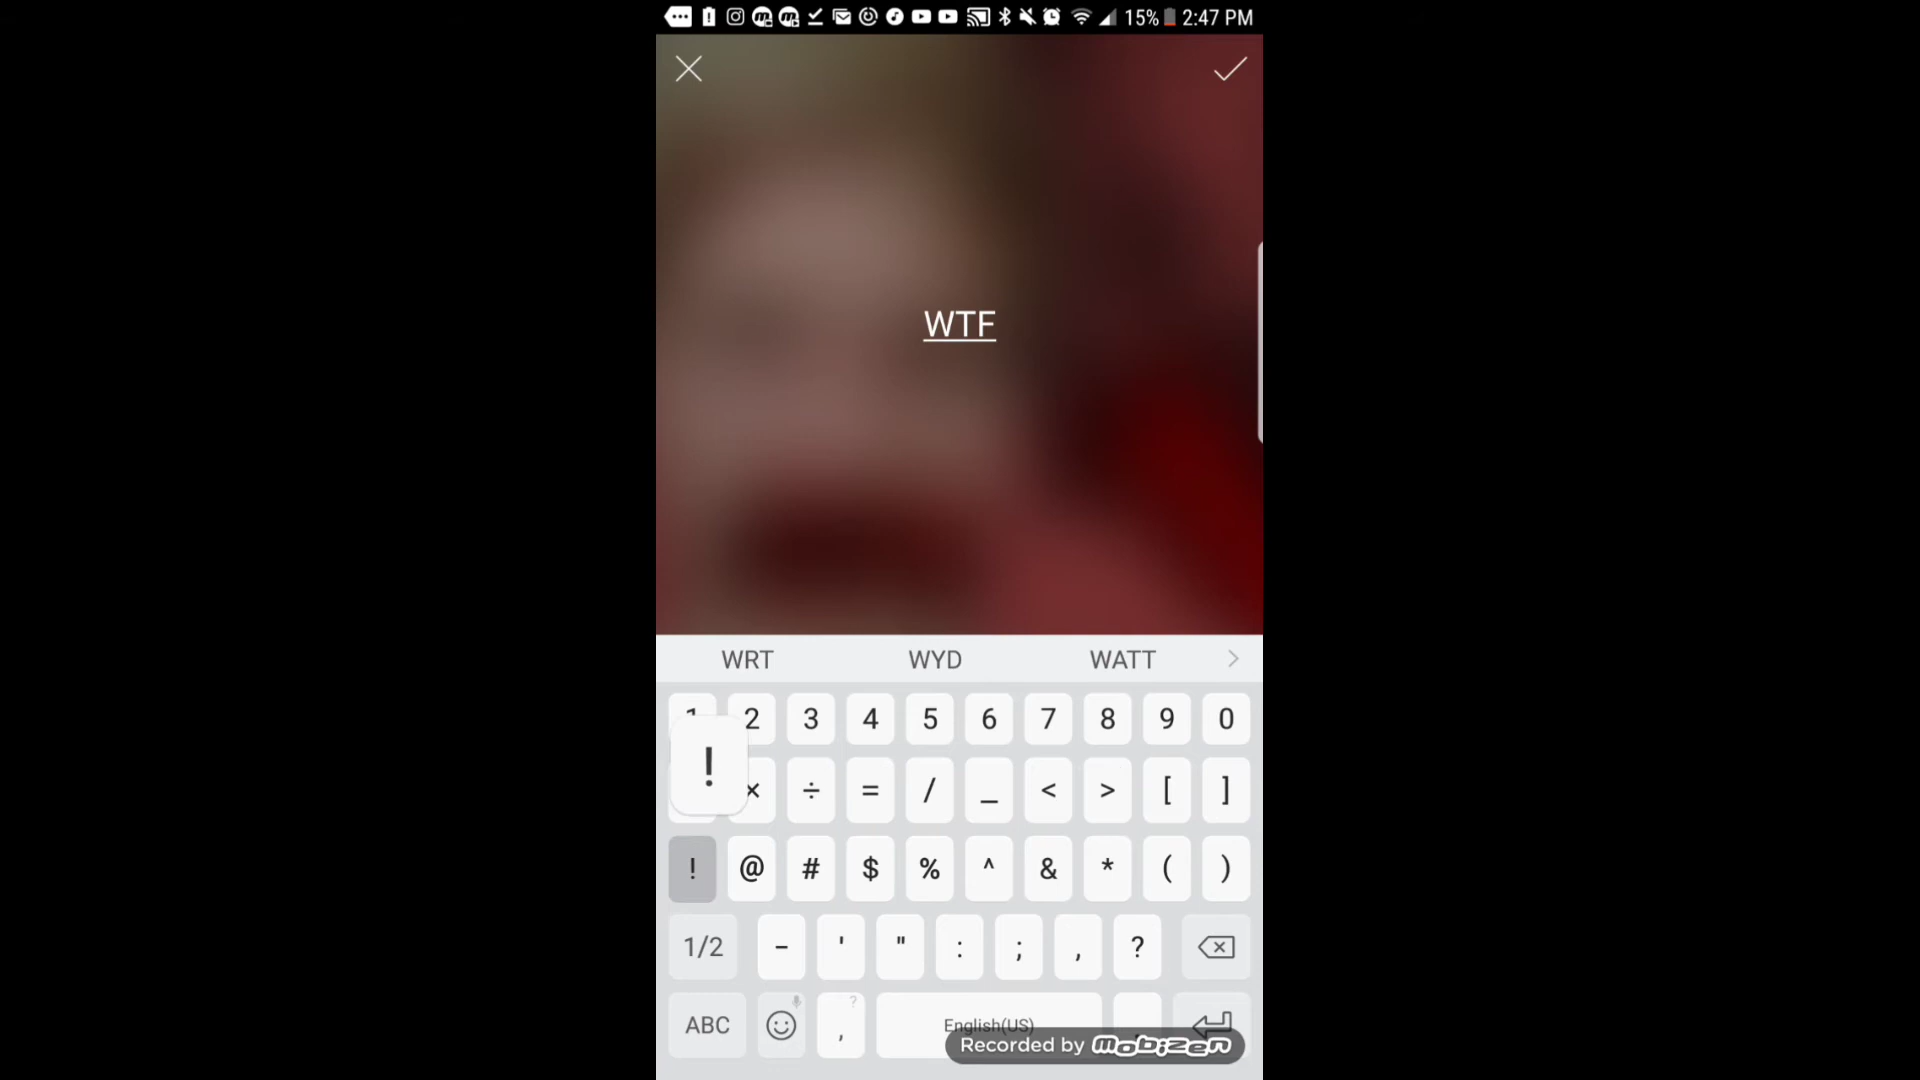 15% 2:47 PM
WTF
WRT WYD WATT
1 2 3 4 5 6 7 8 9 0
! × ÷ = / _ < > [ ]
! @ # $ % ^ & * ( )
1/2 - ' " : ; , ?
ABC , ? English(US)
Recorded by mobizen